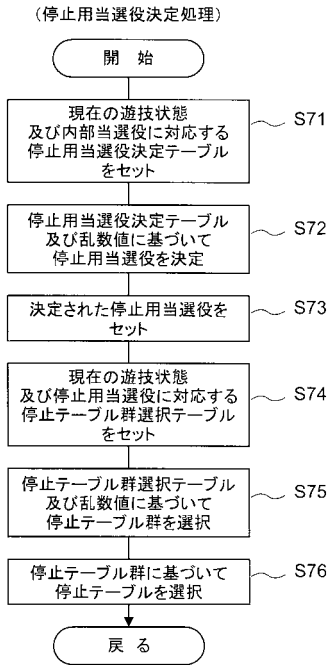 (停止用当選役決定処理)
開　始
現在の遊技状態
及び内部当選役に対応する
停止用当選役決定テーブル
をセット
S71
停止用当選役決定テーブル
及び乱数値に基づいて
停止用当選役を決定
S72
決定された停止用当選役を
セット
S73
現在の遊技状態
及び停止用当選役に対応する
停止テーブル群選択テーブル
をセット
S74
停止テーブル群選択テーブル
及び乱数値に基づいて
停止テーブル群を選択
S75
停止テーブル群に基づいて
停止テーブルを選択
S76
戻　る